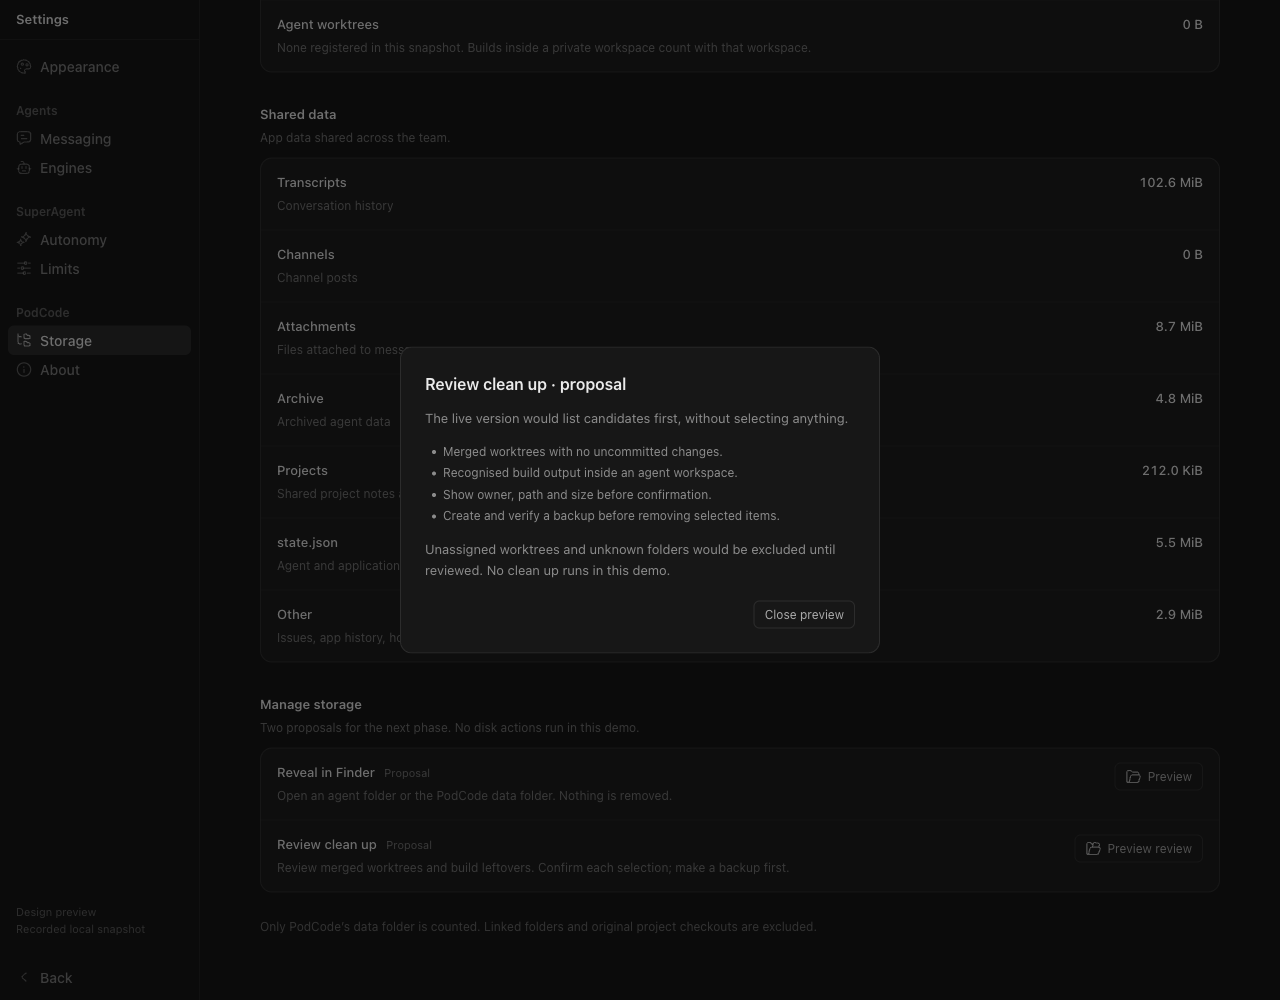 Settings
Appearance
Agents
Messaging
Engines
SuperAgent
Autonomy
Limits
PodCode
Storage
About
Design preview
Recorded local snapshot
Back
Agent worktrees
0 B
None registered in this snapshot. Builds inside a private workspace count with that workspace.
Shared data
App data shared across the team.
Transcripts
102.6 MiB
Conversation history
Channels
0 B
Channel posts
Attachments
8.7 MiB
Files attached to
Archive
4.8 MiB
Archived agent data
Projects
212.0 KiB
Shared project notes
state.json
5.5 MiB
Agent and application
Other
2.9 MiB
Issues, app history,
Review clean up · proposal
The live version would list candidates first, without selecting anything.
• Merged worktrees with no uncommitted changes.
• Recognised build output inside an agent workspace.
• Show owner, path and size before confirmation.
• Create and verify a backup before removing selected items.
Unassigned worktrees and unknown folders would be excluded until
reviewed. No clean up runs in this demo.
Close preview
Manage storage
Two proposals for the next phase. No disk actions run in this demo.
Reveal in Finder Proposal
Preview
Open an agent folder or the PodCode data folder. Nothing is removed.
Review clean up Proposal
Preview review
Review merged worktrees and build leftovers. Confirm each selection; make a backup first.
Only PodCode's data folder is counted. Linked folders and original project checkouts are excluded.